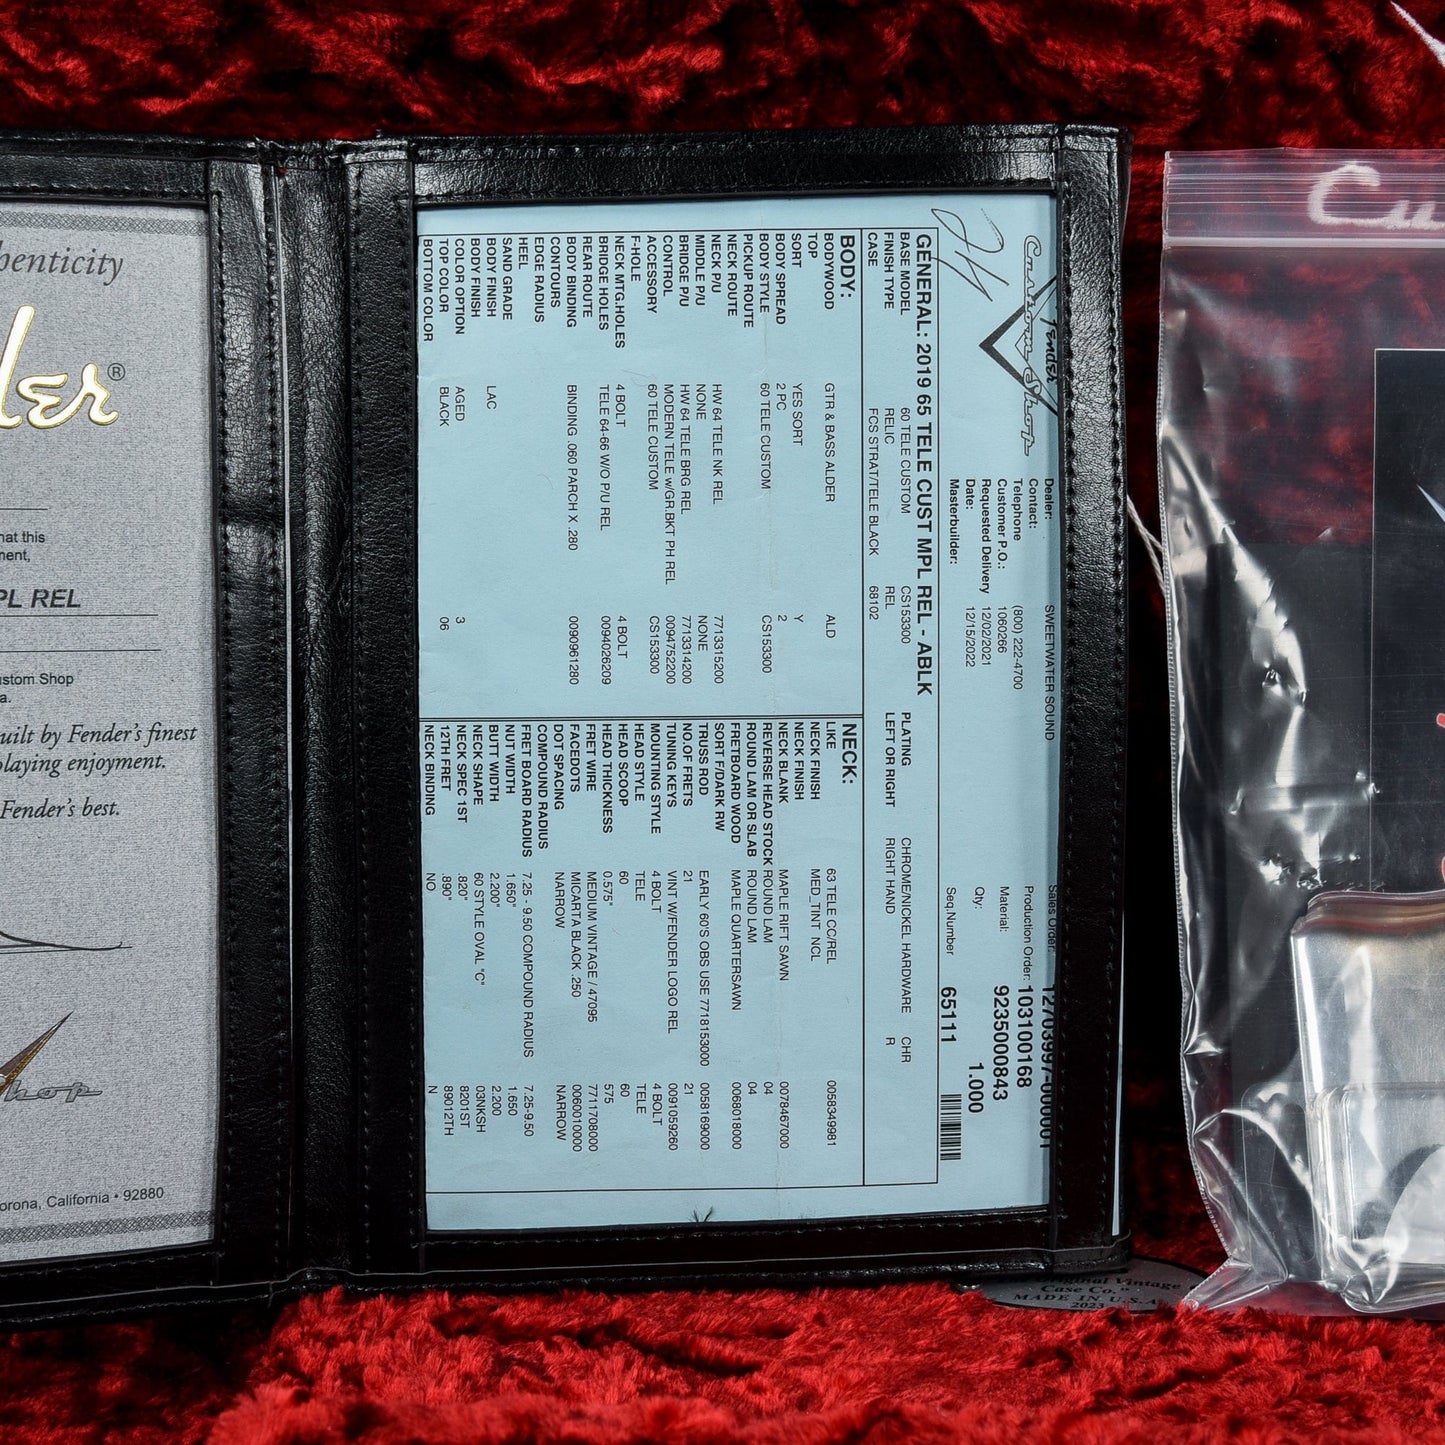 henticity
der®
hat this
ment,
PL REL
ustom Shop
a.
uilt by Fender's finest
playing enjoyment.
Fender's best.
hop
orona, California • 92880
Fender
Custom Shop
Dealer: SWEETWATER SOUND
Contact:
Telephone (800) 222-4700
Customer P.O.: 1060266
Requested Delivery 12/02/2021
Date: 12/15/2022
Masterbuilder:
Sales Order: 12703997-000001
Production Order: 103100168
Material: 9235000843
Qty: 1.000
Seq.Number 65111
GENERAL: 2019 65 TELE CUST MPL REL - ABLK
BASE MODEL 60 TELE CUSTOM CS153300 PLATING CHROME/NICKEL HARDWARE CHR
FINISH TYPE RELIC REL LEFT OR RIGHT RIGHT HAND R
CASE FCS STRAT/TELE BLACK 68102
BODY:
BODYWOOD GTR & BASS ALDER ALD
TOP
SORT YES SORT Y
BODY SPREAD 2 PC 2
BODY STYLE 60 TELE CUSTOM CS153300
PICKUP ROUTE
NECK ROUTE
NECK P/U HW 64 TELE NK REL 7713315200
MIDDLE P/U NONE NONE
BRIDGE P/U HW 64 TELE BRG REL 7713314200
CONTROL MODERN TELE w/GR.BKT PH REL 0094752200
ACCESSORY 60 TELE CUSTOM CS153300
F-HOLE
NECK MTG.HOLES 4 BOLT 4 BOLT
BRIDGE HOLES TELE 64-66 W/O P/U REL 0094026209
REAR ROUTE
BODY BINDING BINDING .060 PARCH X .280 0090961280
CONTOURS
EDGE RADIUS
HEEL
SAND GRADE
BODY FINISH LAC
BODY FINISH
COLOR OPTION AGED 3
TOP COLOR BLACK 06
BOTTOM COLOR
NECK:
LIKE 63 TELE CC/REL 0058349981
NECK FINISH MED_TINT NCL
NECK FINISH
NECK BLANK MAPLE RIFT SAWN 0078467000
REVERSE HEAD STOCK ROUND LAM 04
ROUND LAM OR SLAB ROUND LAM 04
FRETBOARD WOOD MAPLE QUARTERSAWN 0068018000
SORT F/DARK RW
TRUSS ROD EARLY 60'S OBS USE 7718153000 0058169000
NO.OF FRETS 21 21
TUNING KEYS VINT W/FENDER LOGO REL 0091059260
MOUNTING STYLE 4 BOLT 4 BOLT
HEAD STYLE TELE TELE
HEAD SCOOP 60 60
HEAD THICKNESS 0.575" 575
FRET WIRE MEDIUM VINTAGE / 47095 7711708000
FACEDOTS MICARTA BLACK .250 0060010000
DOT SPACING NARROW NARROW
COMPOUND RADIUS
FRET BOARD RADIUS 7.25 - 9.50 COMPOUND RADIUS 7.25-9.50
NUT WIDTH 1.650" 1.650
BUTT WIDTH 2.200" 2.200
NECK SHAPE 60 STYLE OVAL "C" 03NKSH
NECK SPEC 1ST .820" 8201ST
12TH FRET .890" 89012TH
NECK BINDING NO N
Cu
Original Vintage
Case Co.
MADE IN U.S.A.
2023